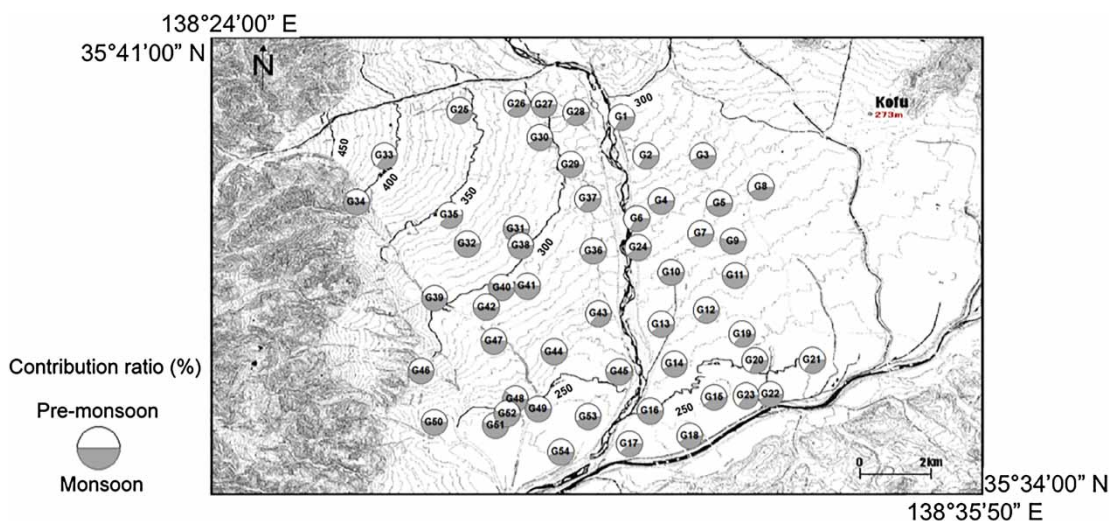 138°24'00” E
35°41'00” N
N
300
Kofu
273m
G25
G26
G27
G28
G1
G30
450
G33
G29
G2
G3
400
G34
350
G37
G4
G5
G8
G35
G6
G31
G7
G32
G38
300
G36
G24
G9
G10
G11
G40
G41
G39
G42
G43
G12
G13
G47
G19
G44
G14
G20
G21
G46
G45
Contribution ratio (%)
250
G48
G15
G23
G22
Pre-monsoon
G52
G49
G16
250
G50
G51
G53
G18
G17
G54
Monsoon
0 2km
35°34'00” N
138°35'50” E